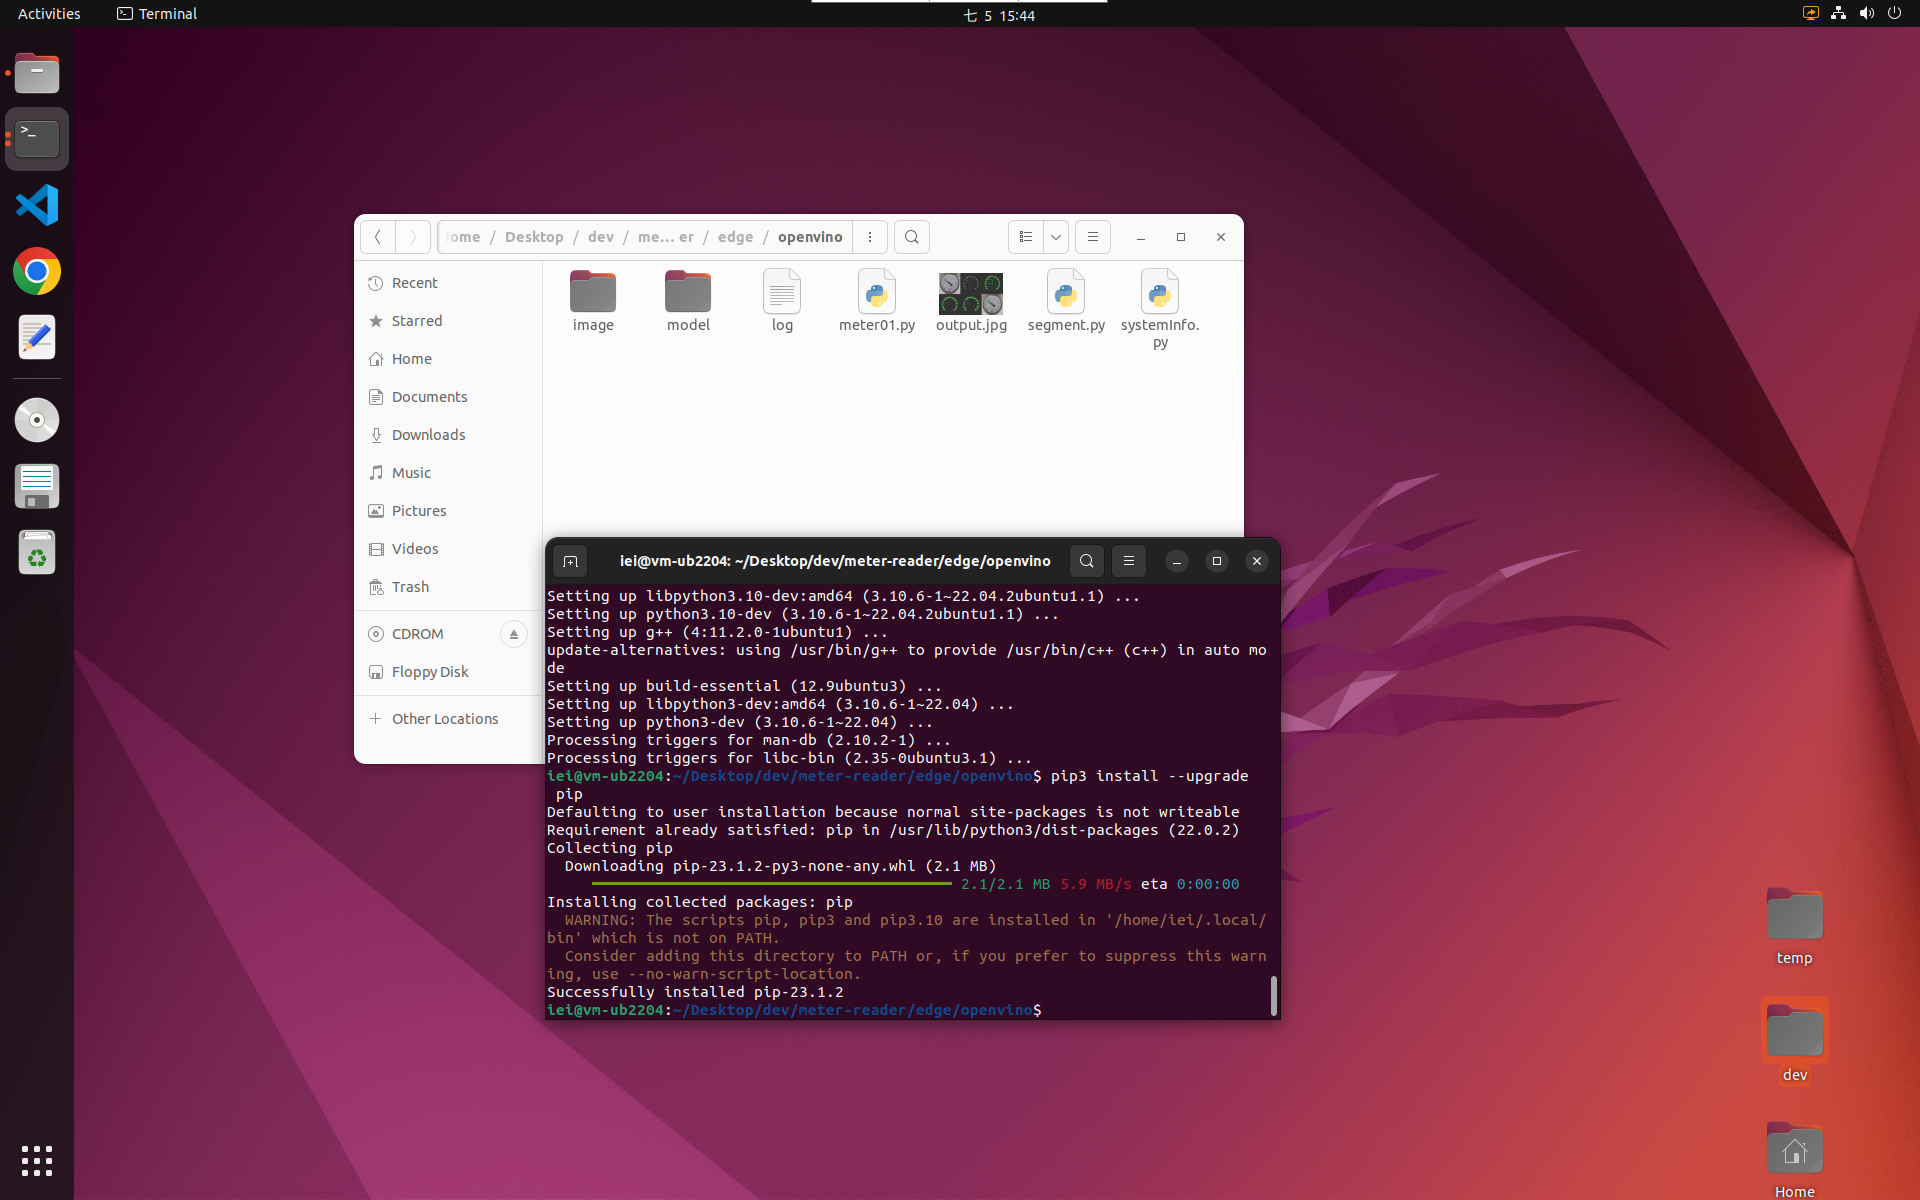 Activities
Terminal
七 5 15:44
ome / Desktop / dev / me... er / edge / openvino
Recent
Starred
Home
Documents
Downloads
Music
Pictures
Videos
Trash
CDROM
Floppy Disk
Other Locations
image
model
log
meter01.py
output.jpg
segment.py
systemInfo.
py
iei@vm-ub2204: ~/Desktop/dev/meter-reader/edge/openvino
Setting up libpython3.10-dev:amd64 (3.10.6-1~22.04.2ubuntu1.1) ...
Setting up python3.10-dev (3.10.6-1~22.04.2ubuntu1.1) ...
Setting up g++ (4:11.2.0-1ubuntu1) ...
update-alternatives: using /usr/bin/g++ to provide /usr/bin/c++ (c++) in auto mo
de
Setting up build-essential (12.9ubuntu3) ...
Setting up libpython3-dev:amd64 (3.10.6-1~22.04) ...
Setting up python3-dev (3.10.6-1~22.04) ...
Processing triggers for man-db (2.10.2-1) ...
Processing triggers for libc-bin (2.35-0ubuntu3.1) ...
iei@vm-ub2204:~/Desktop/dev/meter-reader/edge/openvino$ pip3 install --upgrade
pip
Defaulting to user installation because normal site-packages is not writeable
Requirement already satisfied: pip in /usr/lib/python3/dist-packages (22.0.2)
Collecting pip
Downloading pip-23.1.2-py3-none-any.whl (2.1 MB)
2.1/2.1 MB 5.9 MB/s eta 0:00:00
Installing collected packages: pip
WARNING: The scripts pip, pip3 and pip3.10 are installed in '/home/iei/.local/
bin' which is not on PATH.
Consider adding this directory to PATH or, if you prefer to suppress this warn
ing, use --no-warn-script-location.
Successfully installed pip-23.1.2
iei@vm-ub2204:~/Desktop/dev/meter-reader/edge/openvino$
temp
dev
Home